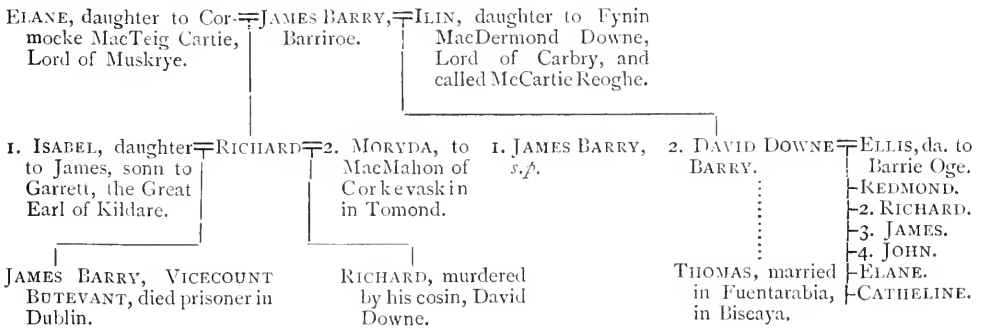 ELANE, daughter to Cor-
mocke MacTeig Cartie,
Lord of Muskrye.
JAMES BARRY,
Barriroe.
ILIN, daughter to Fynin
MacDermond Downe,
Lord of Carbry, and
called McCartie Reoghe.
1. ISABEL, daughter
to James, sonn to
Garrett, the Great
Earl of Kildare.
RICHARD
2. MORYDA, to
MacMahon of
Corkevaskin
in Tomond.
1. JAMES BARRY,
s.p.
2. DAVID DOWNE
BARRY.
ELLIS, da. to
Barrie Oge.
REDMOND.
2. RICHARD.
3. JAMES.
4. JOHN.
ELANE.
CATHELINE.
JAMES BARRY, VICECOUNT
BUTEVANT, died prisoner in
Dublin.
RICHARD, murdered
by his cosin, David
Downe.
THOMAS, married
in Fuentarabia,
in Biscaya.